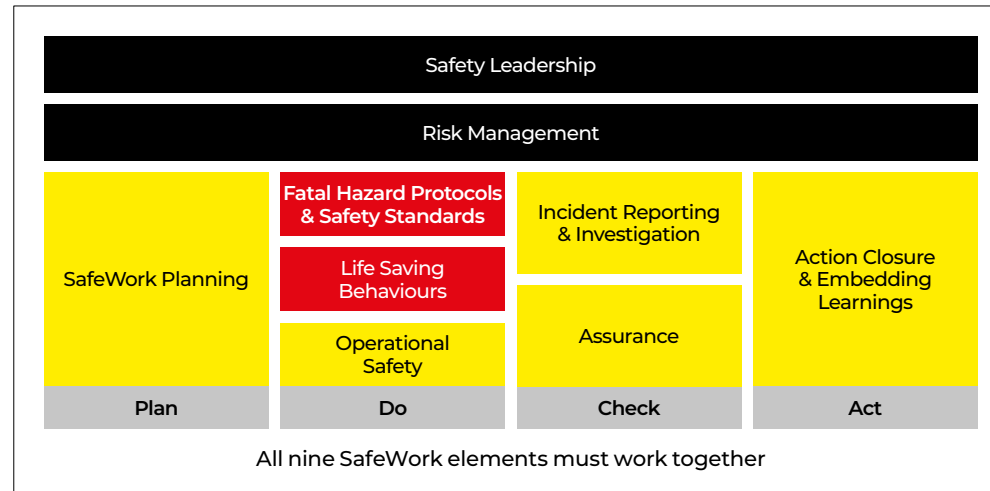 Safety Leadership
Risk Management
SafeWork Planning
Fatal Hazard Protocols
& Safety Standards
Life Saving
Behaviours
Operational
Safety
Incident Reporting
& Investigation
Assurance
Action Closure
& Embedding
Learnings
Plan
Do
Check
Act
All nine SafeWork elements must work together